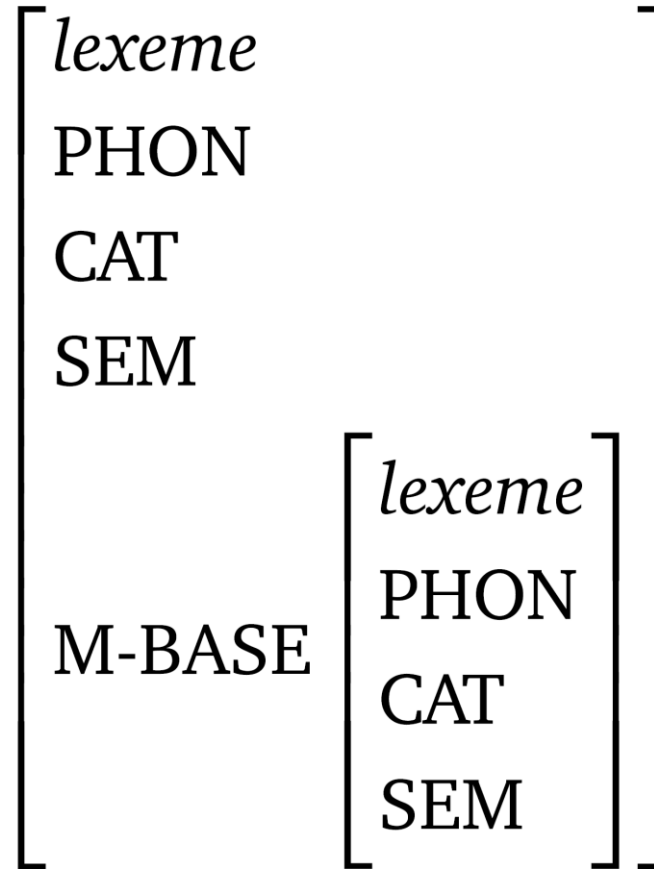 lexeme
PHON
CAT
SEM
M-BASE
lexeme
PHON
CAT
SEM